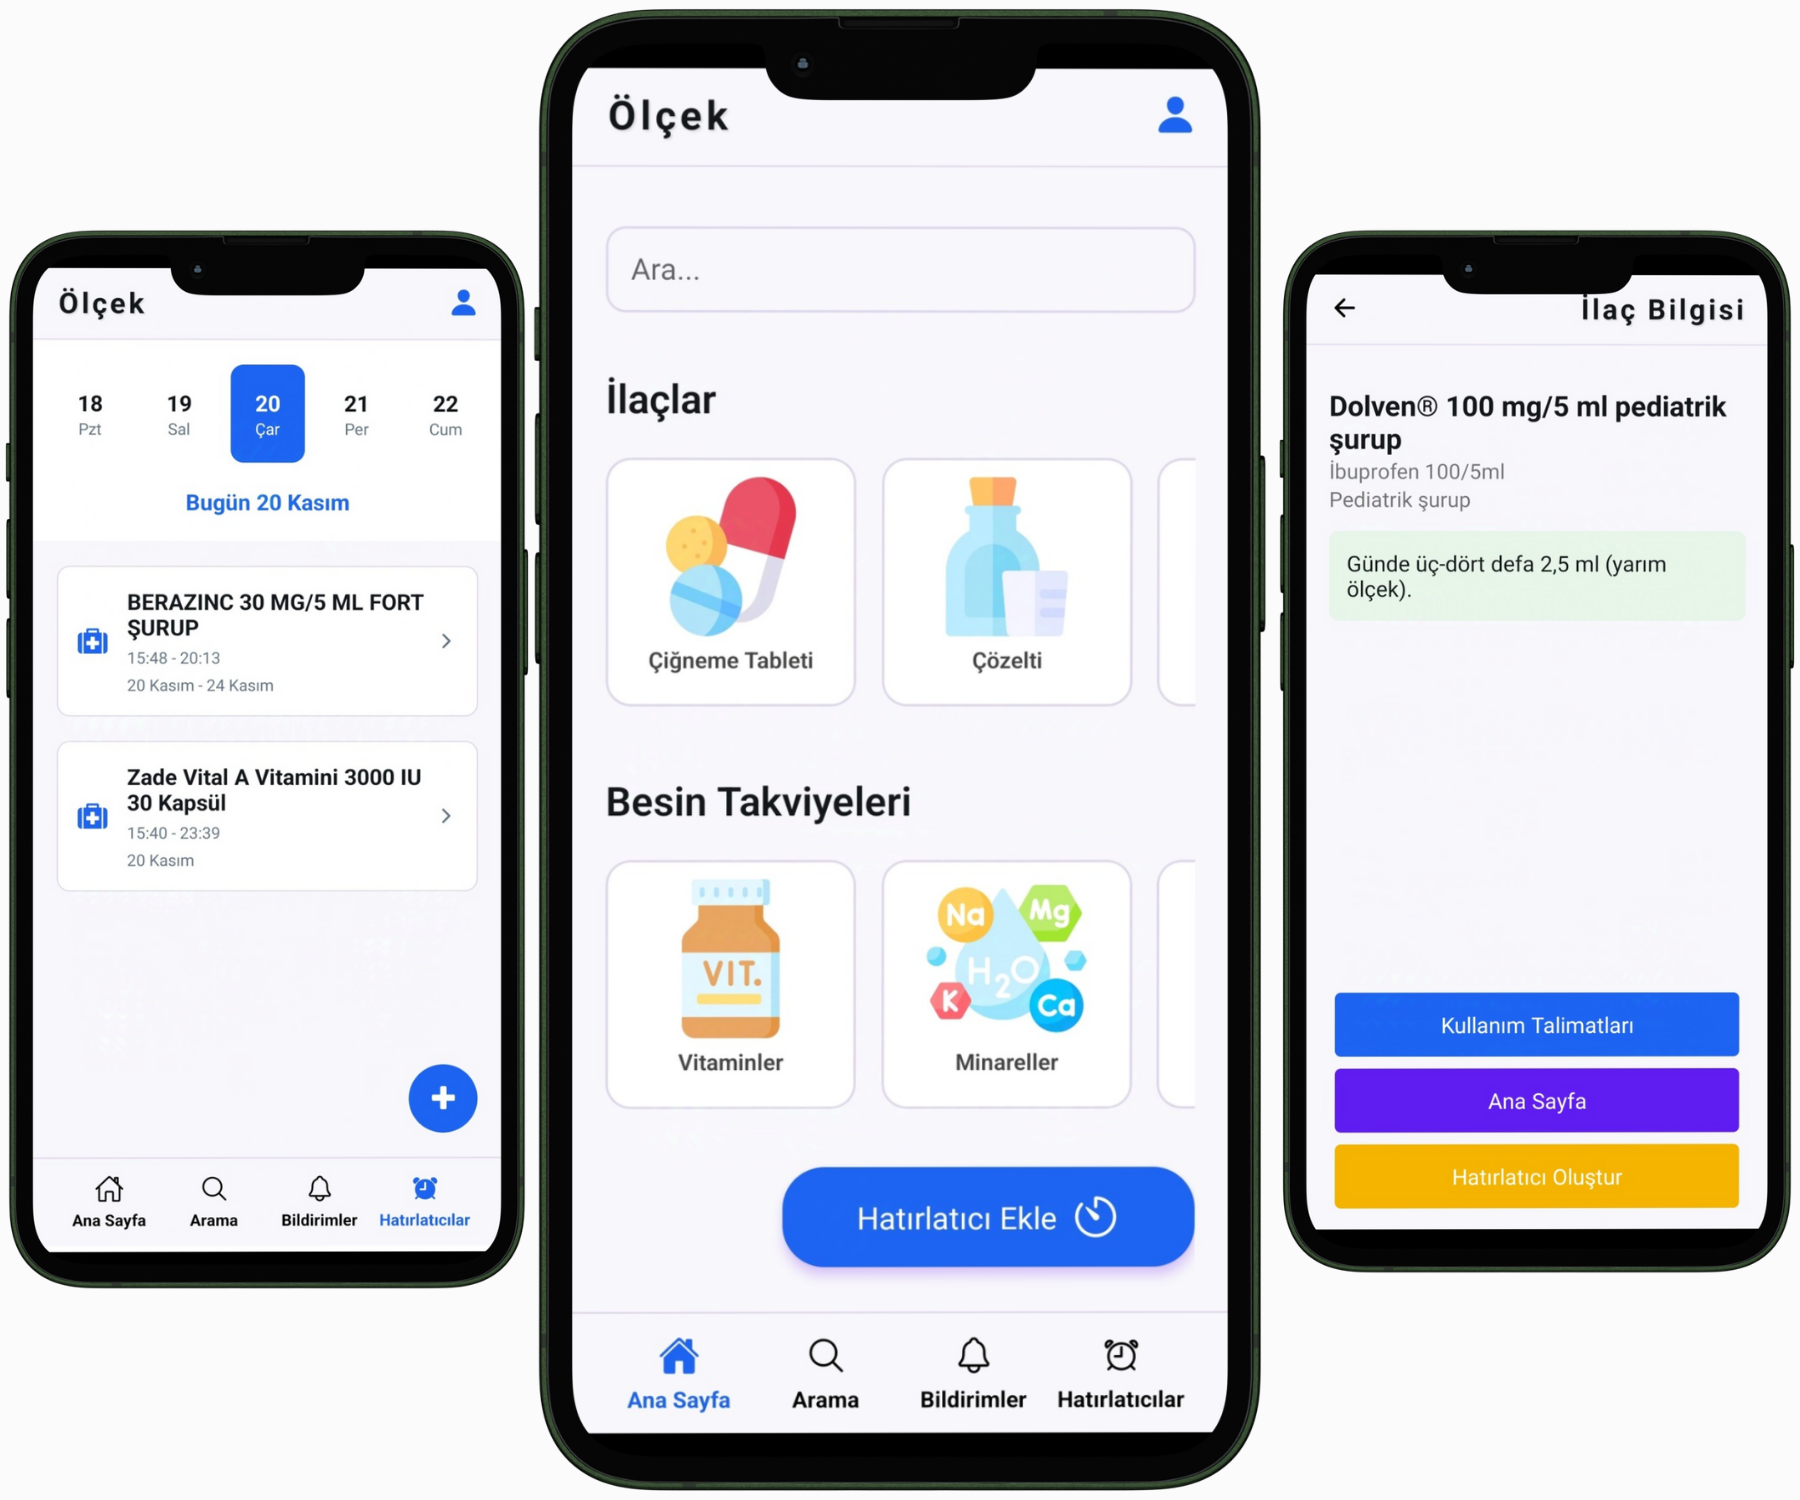 Ölçek
18 19 20 21 22
Pzt Sal Çar Per Cum
Bugün 20 Kasım
BERAZINC 30 MG/5 ML FORT
ŞURUP
15:48 - 20:13
20 Kasım - 24 Kasım
Zade Vital A Vitamini 3000 IU
30 Kapsül
15:40 - 23:39
20 Kasım
Ana Sayfa Arama Bildirimler Hatırlatıcılar
Ölçek
Ara...
İlaçlar
Çiğneme Tableti Çözelti
Besin Takviyeleri
VIT.
Na Mg
H₂O
K Ca
Vitaminler Minareller
Hatırlatıcı Ekle
Ana Sayfa Arama Bildirimler Hatırlatıcılar
İlaç Bilgisi
Dolven® 100 mg/5 ml pediatrik
şurup
İbuprofen 100/5ml
Pediatrik şurup
Günde üç-dört defa 2,5 ml (yarım
ölçek).
Kullanım Talimatları
Ana Sayfa
Hatırlatıcı Oluştur